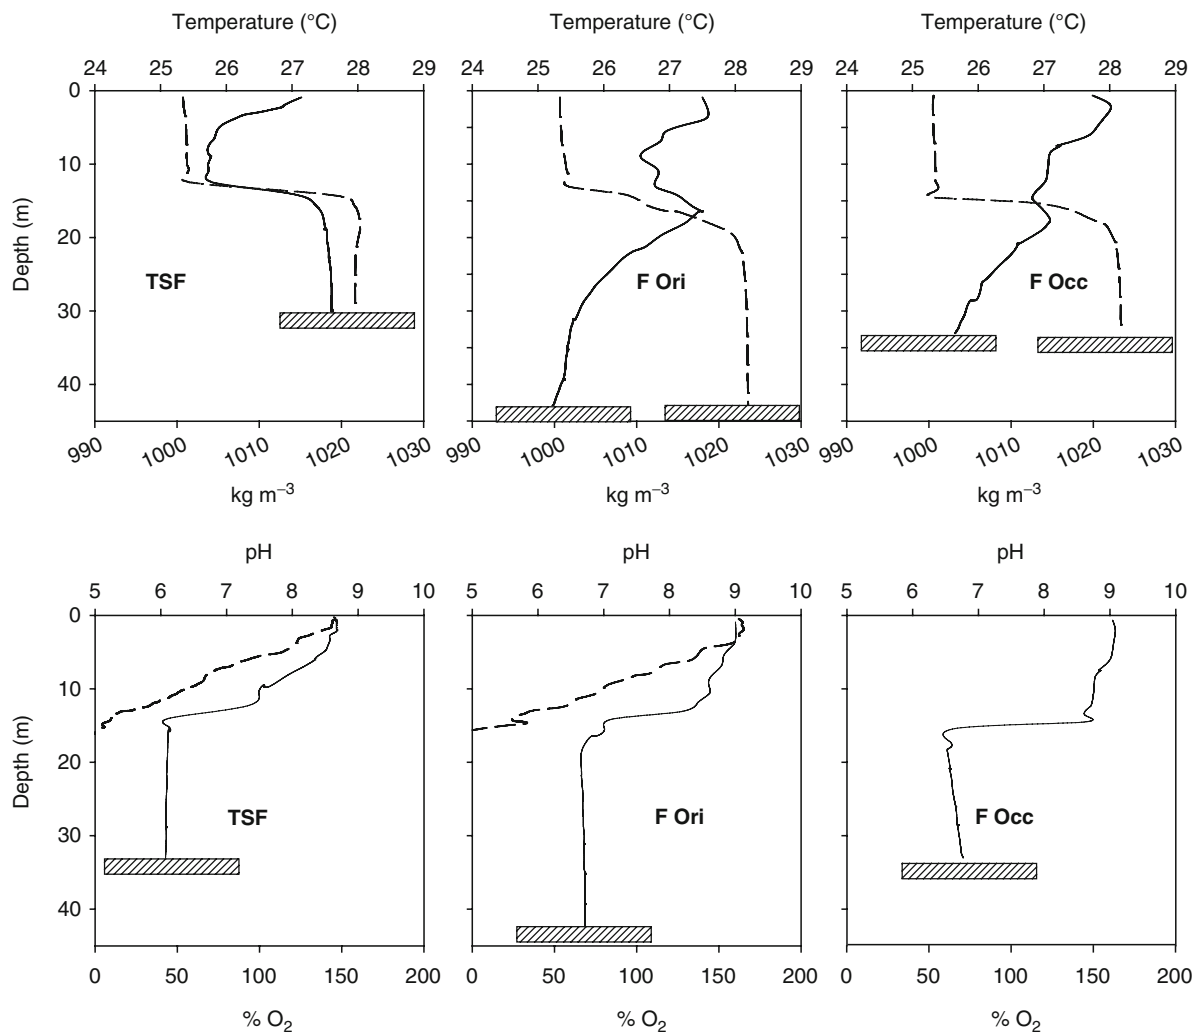 Temperature (°C) Temperature (°C) Temperature (°C)
24 25 26 27 28 29 24 25 26 27 28 29 24 25 26 27 28 29
0
10
20
30
40
Depth (m)
TSF F Ori F Occ
990 1000 1010 1020 1030 990 1000 1010 1020 1030 990 1000 1010 1020 1030
kg m⁻³ kg m⁻³ kg m⁻³
pH pH pH
5 6 7 8 9 10 5 6 7 8 9 10 5 6 7 8 9 10
0
10
20
30
40
Depth (m)
TSF F Ori F Occ
0 50 100 150 200 0 50 100 150 200 0 50 100 150 200
% O₂ % O₂ % O₂